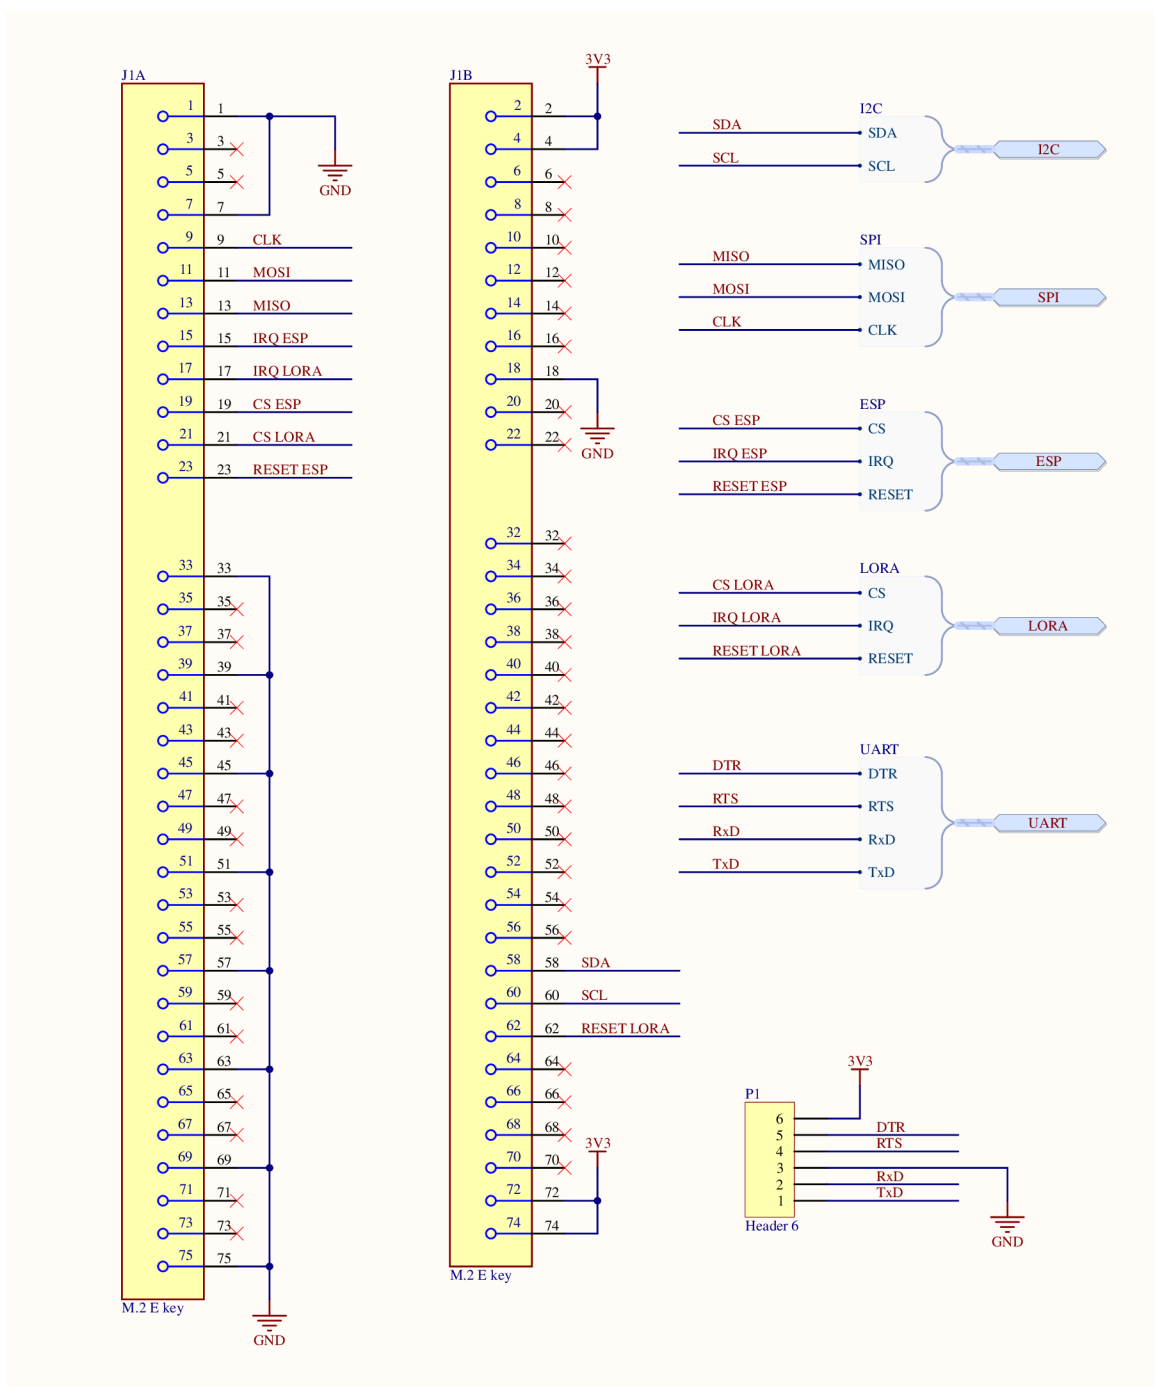 J1A
1 1
3 3
5 5
7 7
GND
9 9 CLK
11 11 MOSI
13 13 MISO
15 15 IRQ ESP
17 17 IRQ LORA
19 19 CS ESP
21 21 CS LORA
23 23 RESET ESP
33 33
35 35
37 37
39 39
41 41
43 43
45 45
47 47
49 49
51 51
53 53
55 55
57 57
59 59
61 61
63 63
65 65
67 67
69 69
71 71
73 73
75 75
M.2 E key
GND
J1B
3V3
2 2
4 4
6 6
8 8
10 10
12 12
14 14
16 16
18 18
20 20
22 22
GND
32 32
34 34
36 36
38 38
40 40
42 42
44 44
46 46
48 48
50 50
52 52
54 54
56 56
58 58 SDA
60 60 SCL
62 62 RESET LORA
64 64
66 66
68 68
3V3
70 70
72 72
74 74
M.2 E key
I2C
SDA SDA
I2C
SCL SCL
SPI
MISO MISO
MOSI MOSI SPI
CLK CLK
ESP
CS ESP CS
IRQ ESP IRQ ESP
RESET ESP RESET
LORA
CS LORA CS
IRQ LORA IRQ LORA
RESET LORA RESET
UART
DTR DTR
RTS RTS
UART
RxD RxD
TxD TxD
3V3
P1
6
5 DTR
4 RTS
3
2 RxD
1 TxD
Header 6
GND